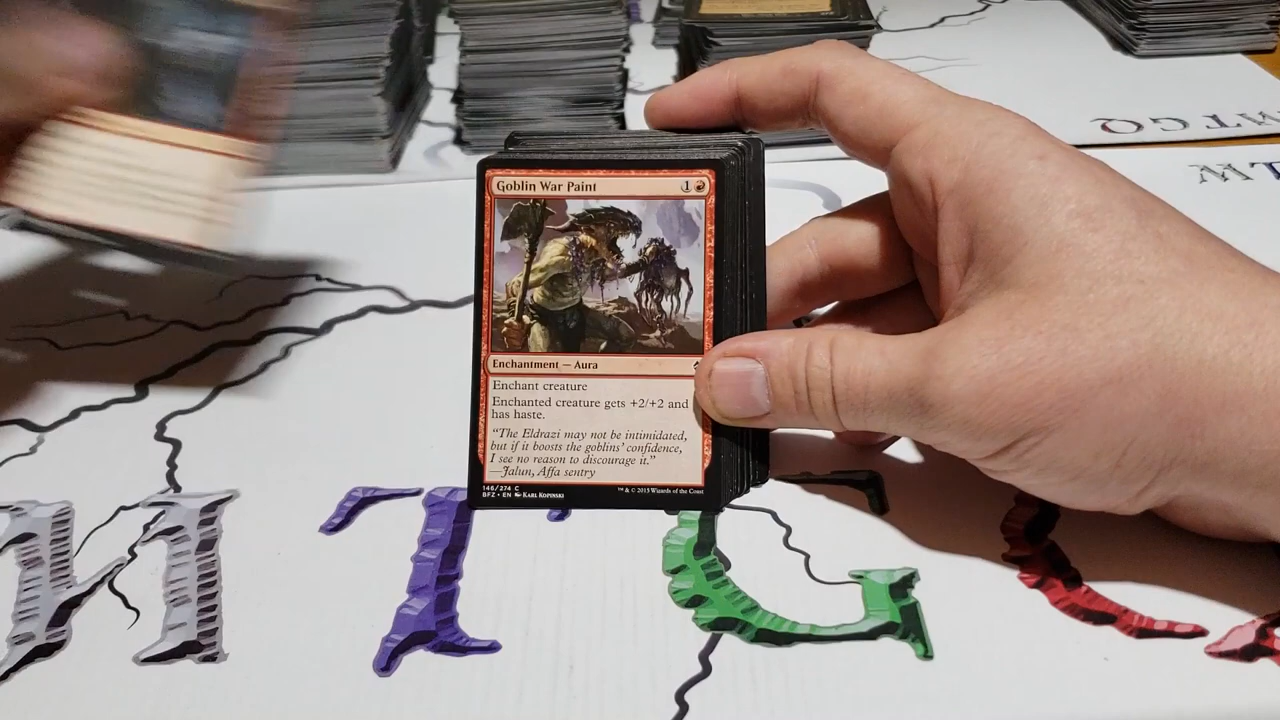 MTGQ
Goblin War Paint 1
Enchantment — Aura
Enchant creature
Enchanted creature gets +2/+2 and
has haste.
"The Eldrazi may not be intimidated,
but if it boosts the goblins' confidence,
I see no reason to discourage it."
—Jalun, Affa sentry
146/274 C
BFZ • EN Karl Kopinski
™ & © 2015 Wizards of the Coast
M T G